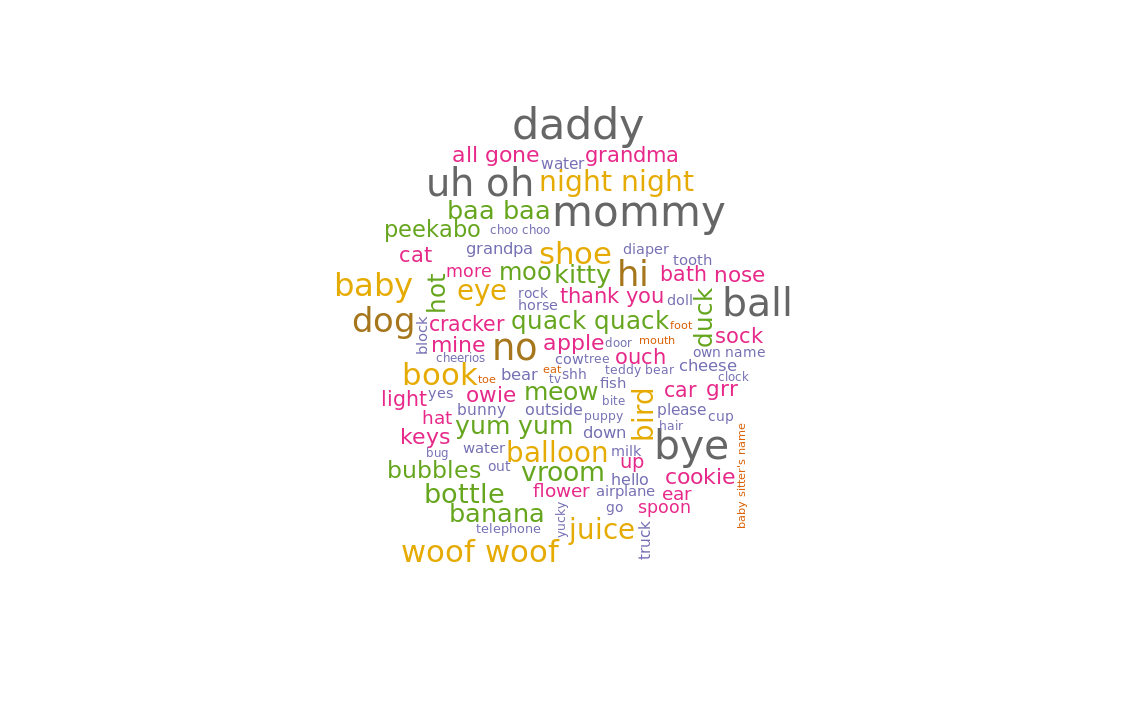 daddy
all gone
water
grandma
uh oh
night night
baa baa
mommy
peekabo
choo choo
cat
grandpa
shoe
diaper
tooth
more
moo
kitty
hi
bath
nose
baby
hot
eye
rock
thank you
doll
ball
horse
dog
block
cracker
quack quack
foot
duck
sock
mine
no
apple
door
mouth
own name
cheerios
cow
tree
ouch
cheese
book
toe
bear
eat
tv
shh
teddy bear
clock
fish
light
yes
owie
meow
bite
bird
car
grr
hat
bunny
outside
puppy
please
cup
keys
yum yum
down
hair
bug
water
balloon
milk
bye
baby sitter's name
bubbles
out
vroom
up
hello
cookie
bottle
flower
airplane
ear
banana
yucky
go
spoon
telephone
juice
truck
woof woof